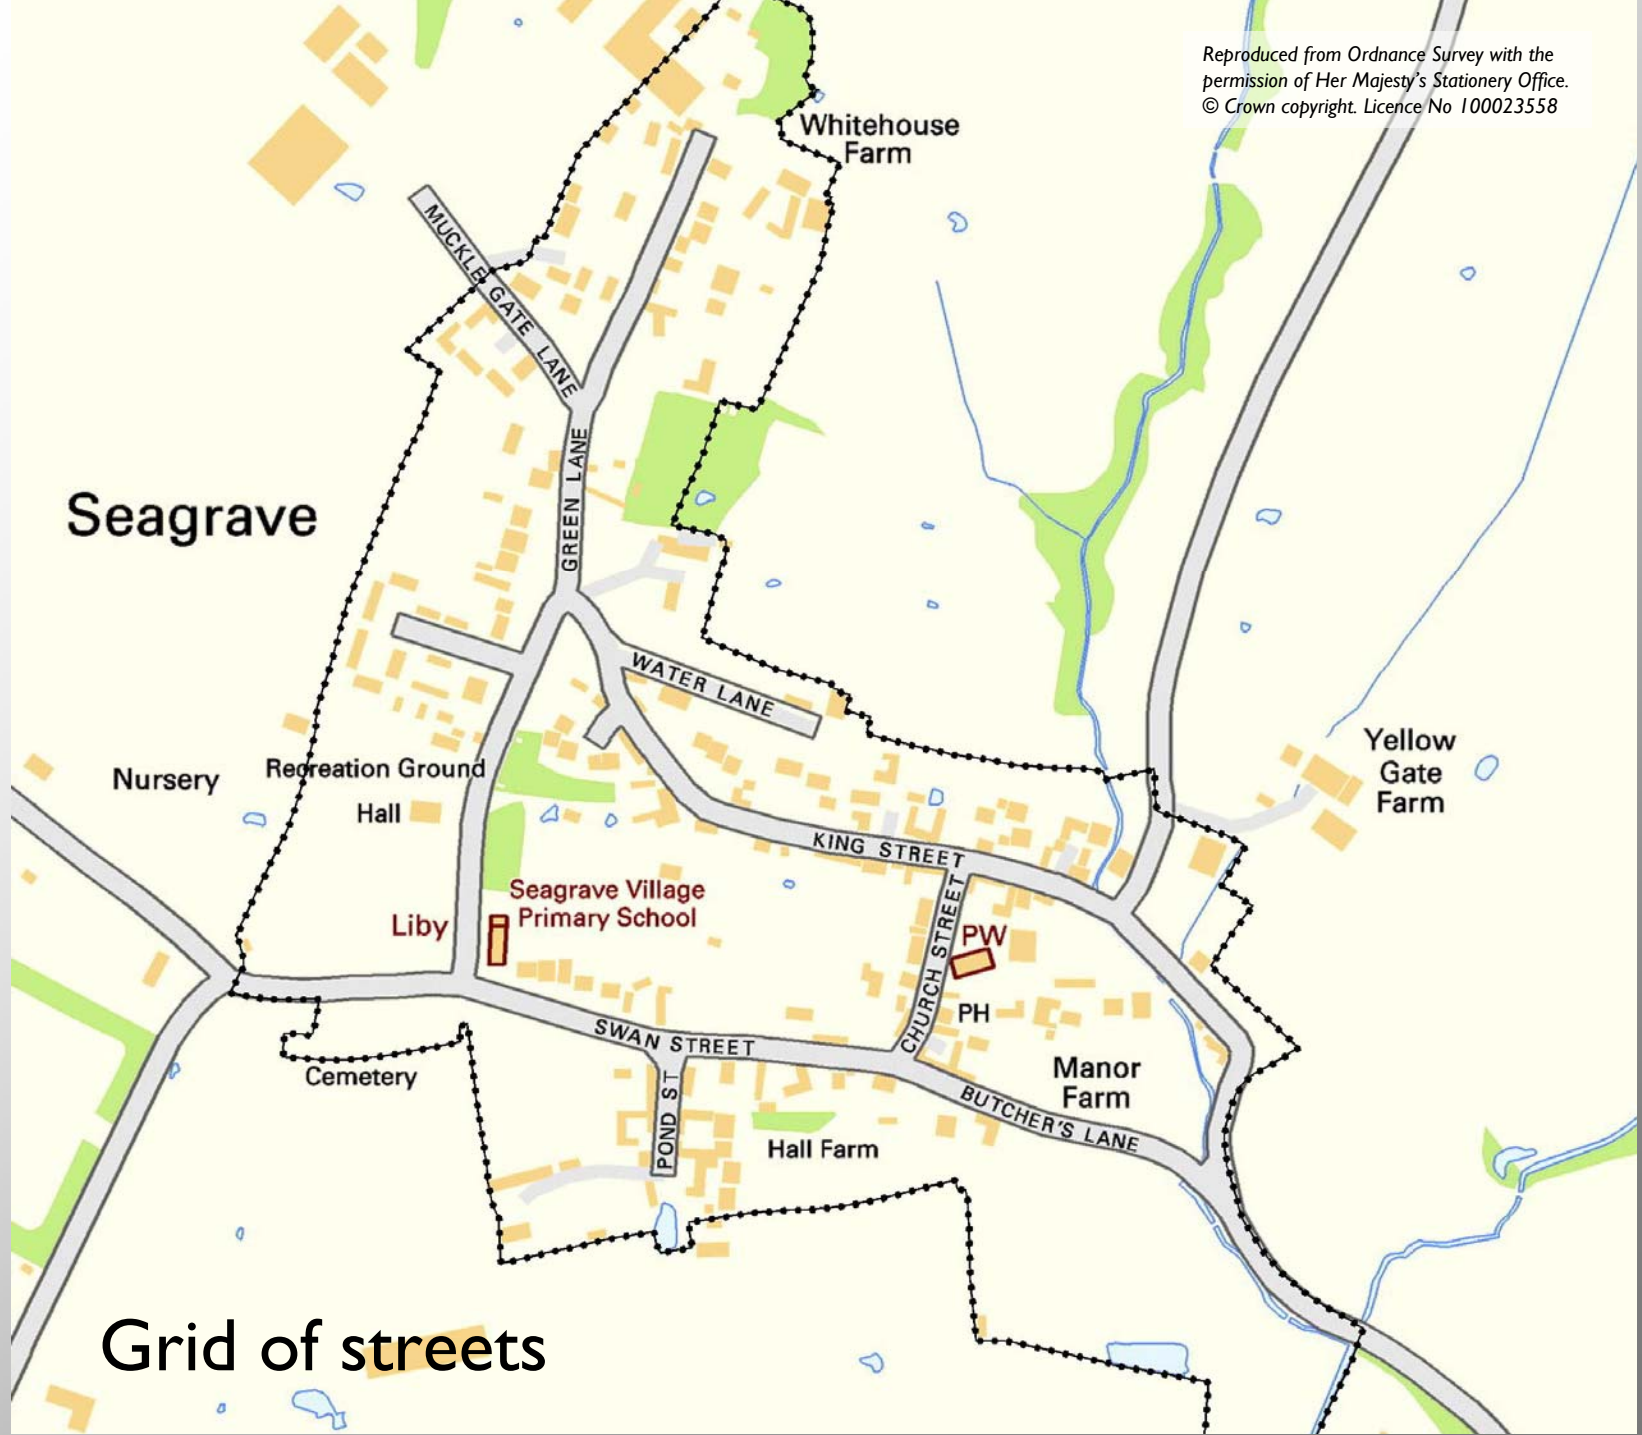 Reproduced from Ordnance Survey with the
permission of Her Majesty's Stationery Office.
© Crown copyright. Licence No 100023558
Whitehouse
Farm
MUCKLE GATE LANE
GREEN LANE
Seagrave
WATER LANE
Yellow
Gate
Farm
Nursery
Recreation Ground
Hall
KING STREET
Seagrave Village
Primary School
Liby
CHURCH STREET
PW
PH
SWAN STREET
Manor
Farm
Cemetery
POND ST
BUTCHER'S LANE
Hall Farm
Grid of streets